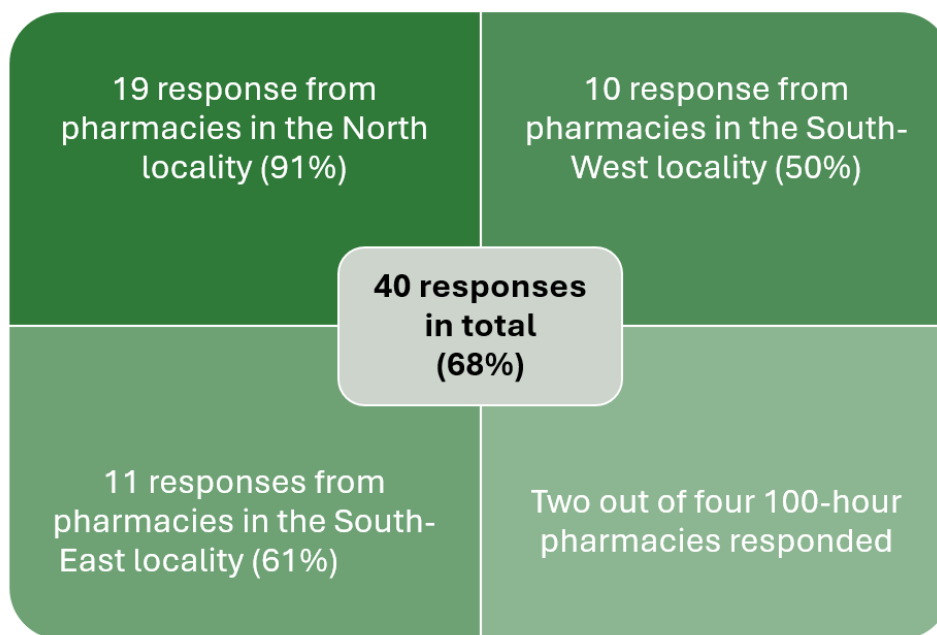 19 response from
pharmacies in the North
locality (91%)
10 response from
pharmacies in the South-
West locality (50%)
40 responses
in total
(68%)
11 responses from
pharmacies in the South-
East locality (61%)
Two out of four 100-hour
pharmacies responded